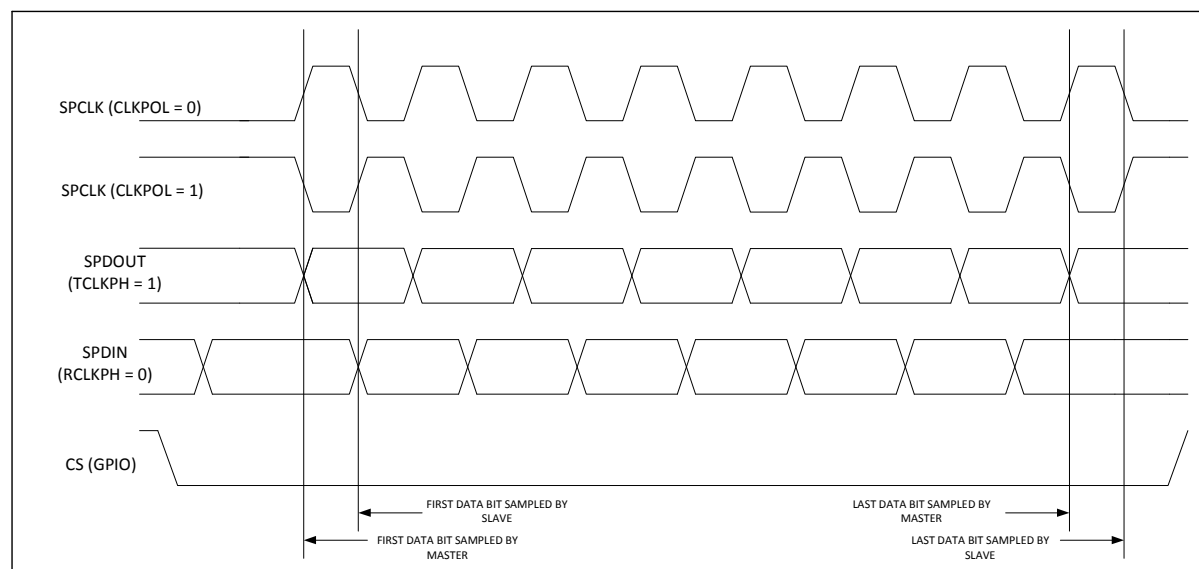 SPCLK (CLKPOL = 0)
SPCLK (CLKPOL = 1)
SPDOUT
(TCLKPH = 1)
SPDIN
(RCLKPH = 0)
CS (GPIO)
FIRST DATA BIT SAMPLED BY
SLAVE
LAST DATA BIT SAMPLED BY
MASTER
FIRST DATA BIT SAMPLED BY
MASTER
LAST DATA BIT SAMPLED BY
SLAVE